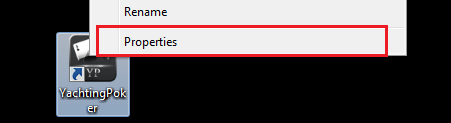 Rename
Properties
YP
YachtingPok
er